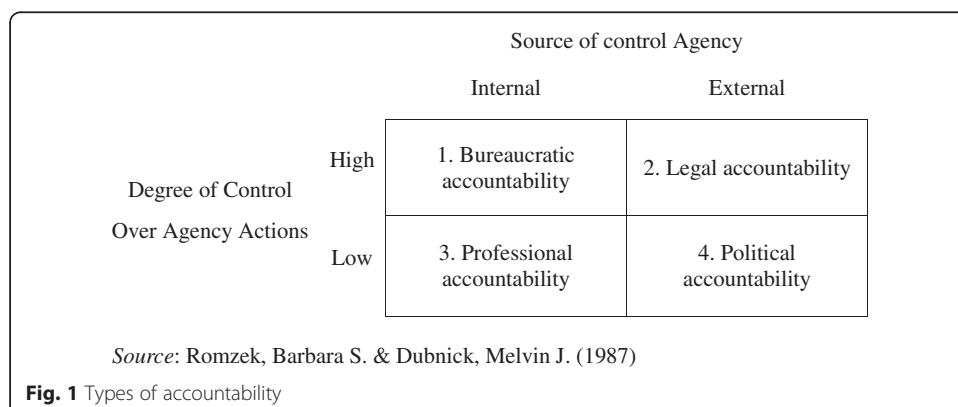 Source of control Agency
Internal External
High
1. Bureaucratic
accountability
2. Legal accountability
Degree of Control
Over Agency Actions
Low
3. Professional
accountability
4. Political
accountability
Source: Romzek, Barbara S. & Dubnick, Melvin J. (1987)
Fig. 1 Types of accountability